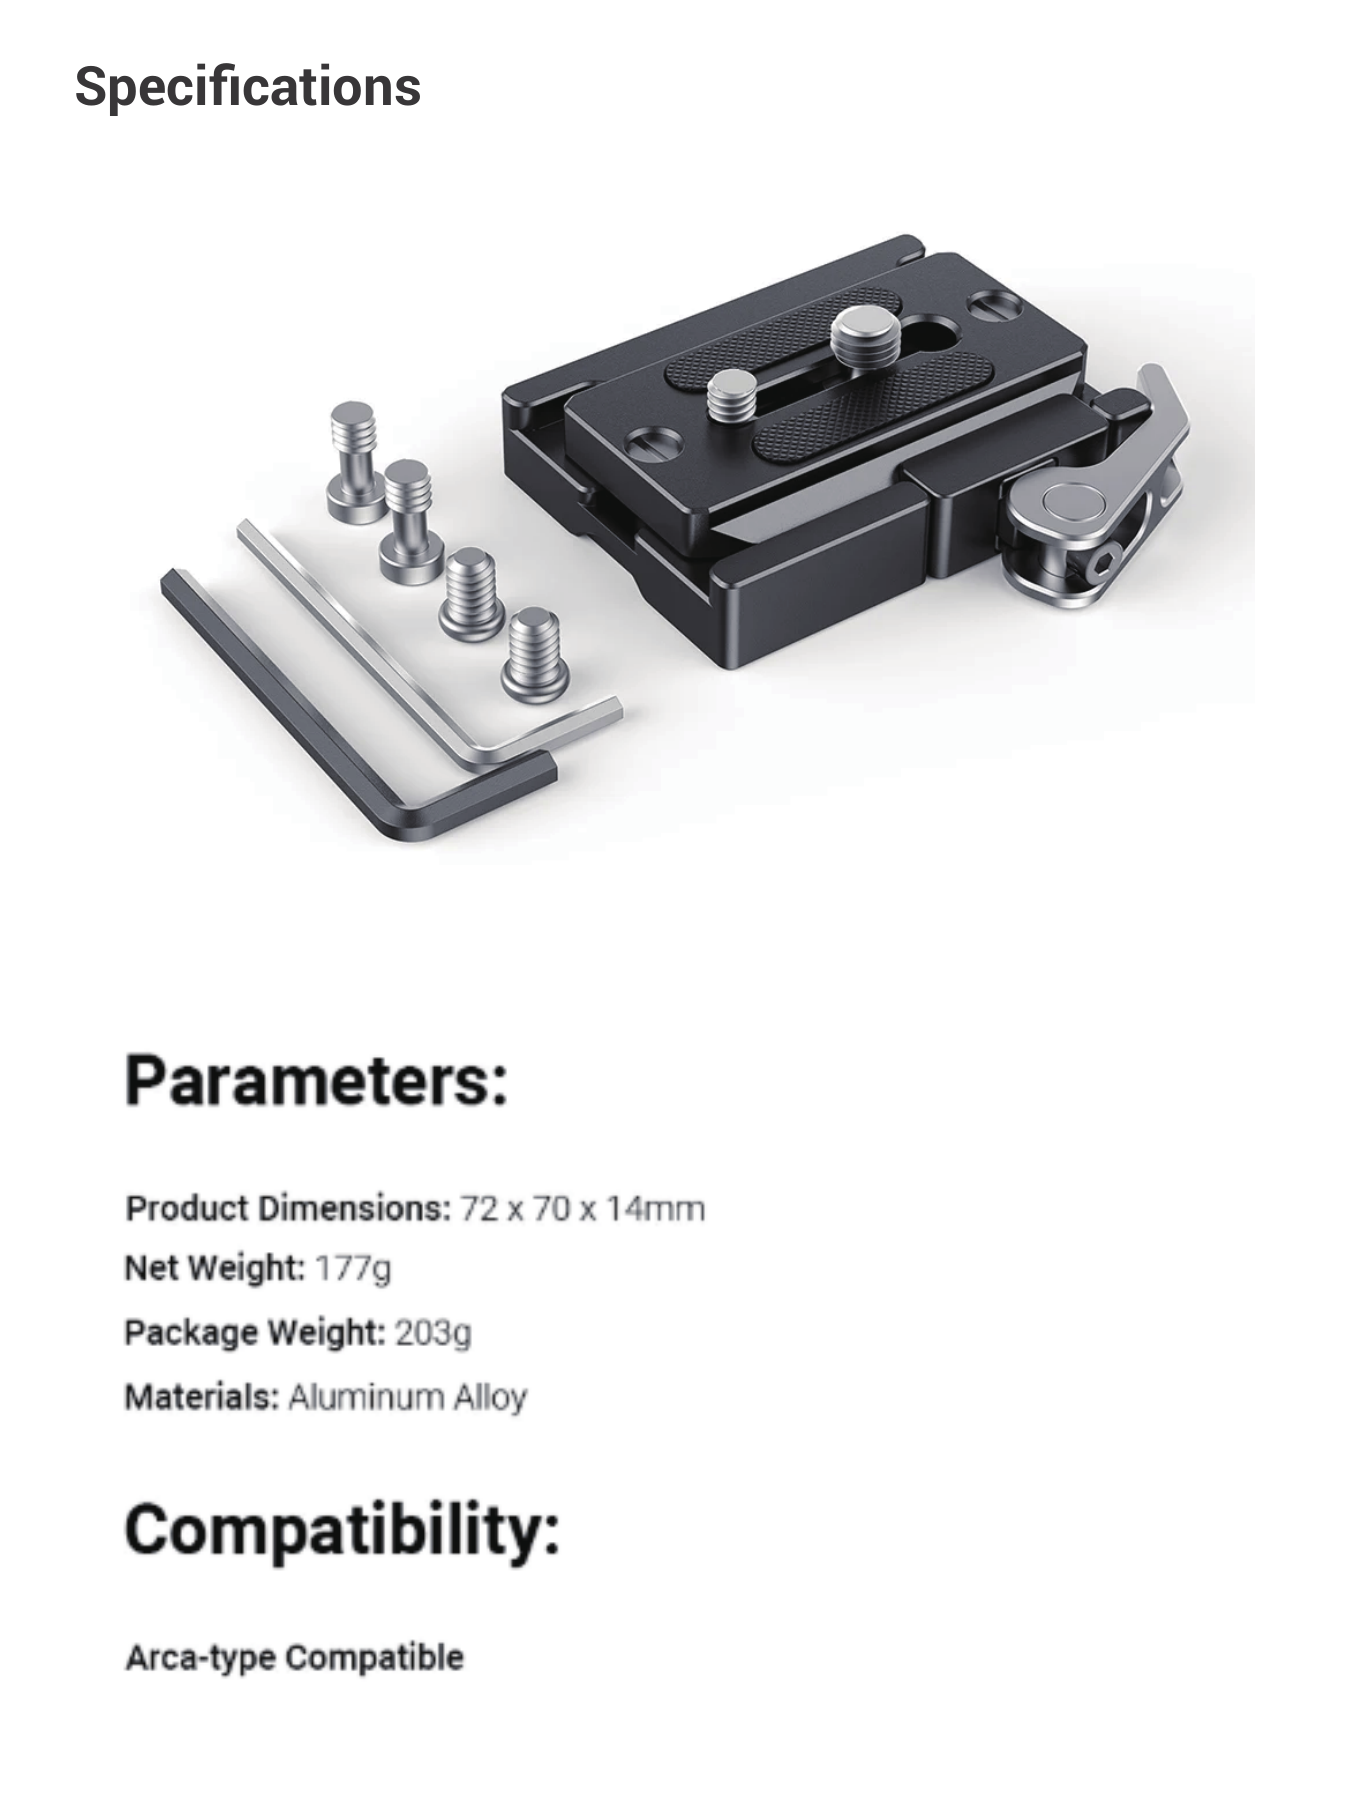 Specifications
Parameters:
Product Dimensions: 72 x 70 x 14mm
Net Weight: 177g
Package Weight: 203g
Materials: Aluminum Alloy
Compatibility:
Arca-type Compatible